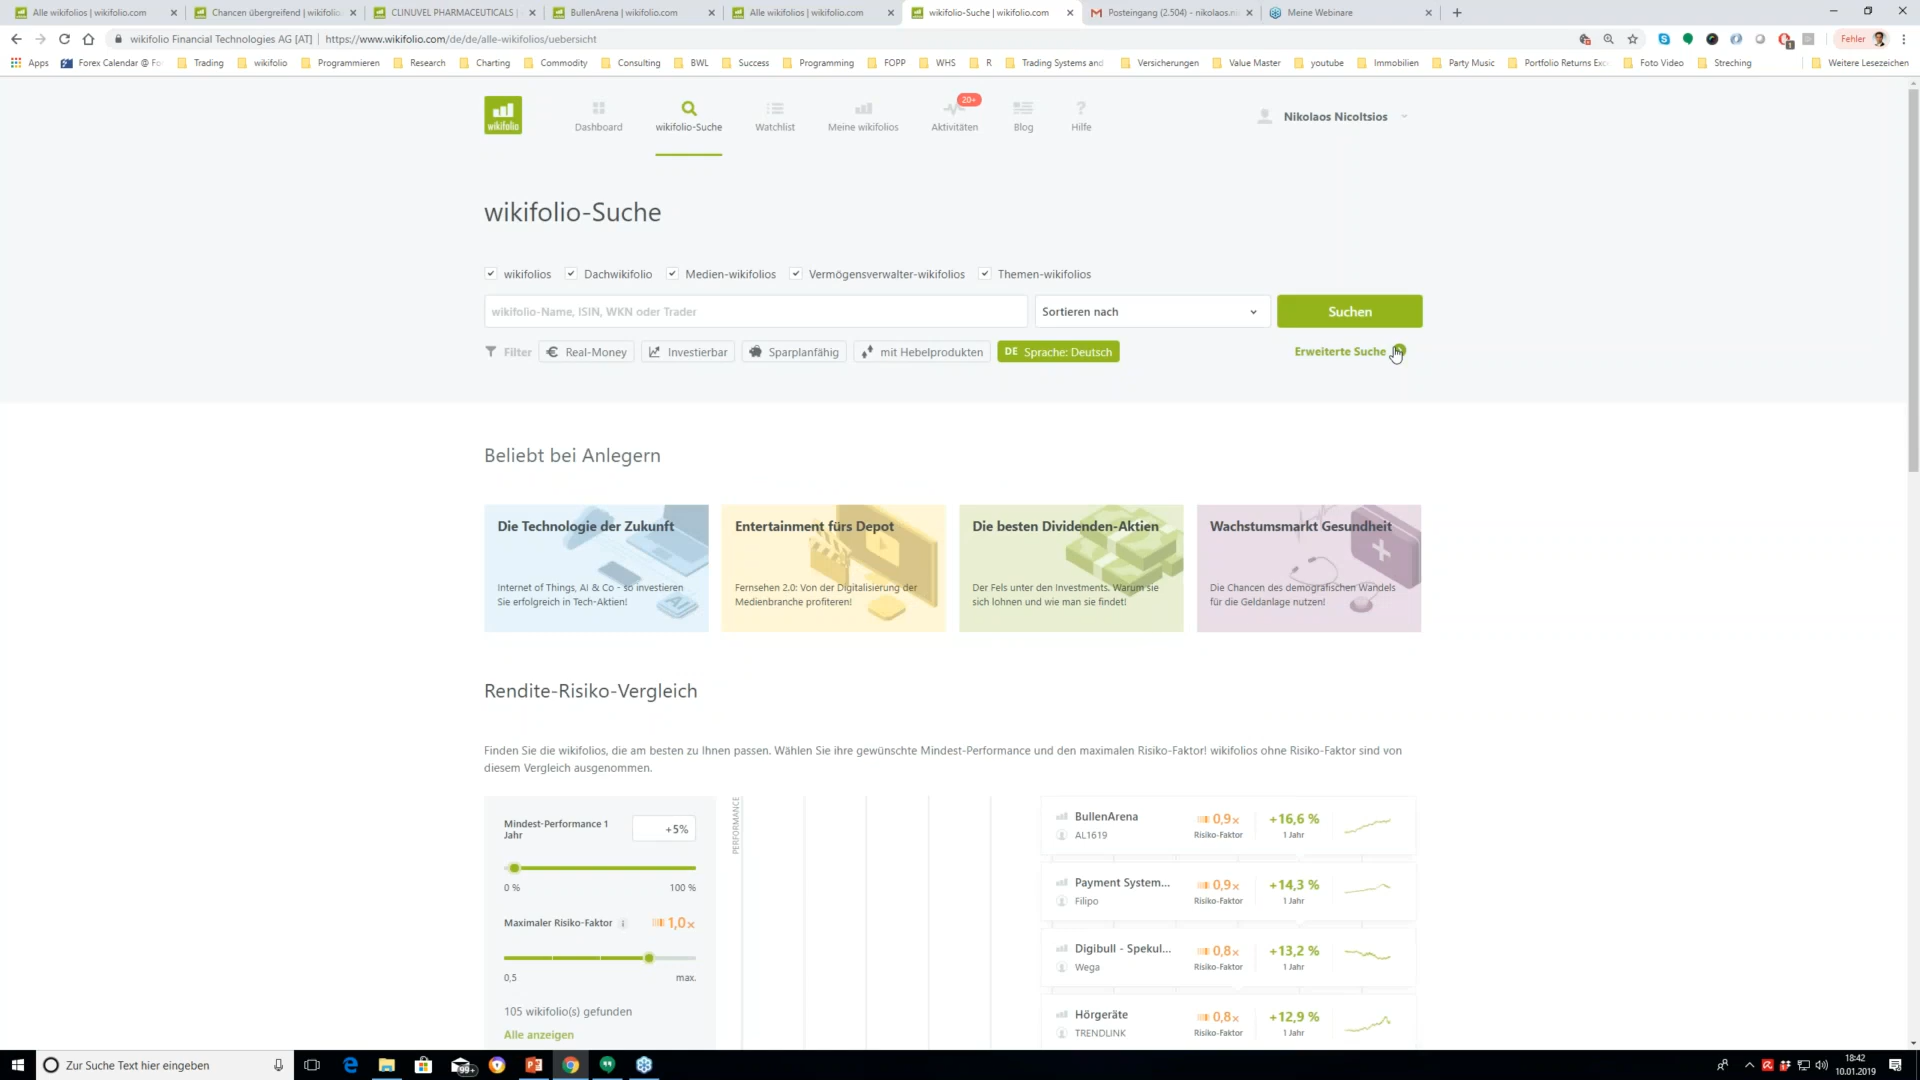 Alle wikifolios | wikifolio.com
Chancen übergreifend | wikifolio
CLINUVEL PHARMACEUTICALS |
BullenArena | wikifolio.com
Alle wikifolios | wikifolio.com
wikifolio-Suche | wikifolio.com
Posteingang (2.504) - nikolaos.ni
Meine Webinare
wikifolio Financial Technologies AG [AT] | https://www.wikifolio.com/de/de/alle-wikifolios/uebersicht
Fehler
Apps
Forex Calendar @ Fo
Trading
wikifolio
Programmieren
Research
Charting
Commodity
Consulting
BWL
Success
Programming
FOPP
WHS
R
Trading Systems and
Versicherungen
Value Master
youtube
Immobilien
Party Music
Portfolio Returns Exc
Foto Video
Streching
Weitere Lesezeichen
wikifolio
Dashboard
wikifolio-Suche
Watchlist
Meine wikifolios
20+
Aktivitäten
Blog
?
Hilfe
Nikolaos Nicoltsios
wikifolio-Suche
wikifolios
Dachwikifolio
Medien-wikifolios
Vermögensverwalter-wikifolios
Themen-wikifolios
wikifolio-Name, ISIN, WKN oder Trader
Sortieren nach
Suchen
Filter
€ Real-Money
Investierbar
Sparplanfähig
mit Hebelprodukten
DE Sprache: Deutsch
Erweiterte Suche
Beliebt bei Anlegern
Die Technologie der Zukunft
Internet of Things, AI & Co - so investieren
Sie erfolgreich in Tech-Aktien!
AI
Entertainment fürs Depot
Fernsehen 2.0: Von der Digitalisierung der
Medienbranche profitieren!
Die besten Dividenden-Aktien
Der Fels unter den Investments. Warum sie
sich lohnen und wie man sie findet!
Wachstumsmarkt Gesundheit
Die Chancen des demografischen Wandels
für die Geldanlage nutzen!
Rendite-Risiko-Vergleich
Finden Sie die wikifolios, die am besten zu Ihnen passen. Wählen Sie ihre gewünschte Mindest-Performance und den maximalen Risiko-Faktor! wikifolios ohne Risiko-Faktor sind von
diesem Vergleich ausgenommen.
Mindest-Performance 1
Jahr
+5%
0 %
100 %
Maximaler Risiko-Faktor
i
1,0x
0,5
max.
105 wikifolio(s) gefunden
Alle anzeigen
PERFORMANCE
BullenArena
AL1619
0,9x
Risiko-Faktor
+16,6 %
1 Jahr
Payment System...
Filipo
0,9x
Risiko-Faktor
+14,3 %
1 Jahr
Digibull - Spekul...
Wega
0,8x
Risiko-Faktor
+13,2 %
1 Jahr
Hörgeräte
TRENDLINK
0,8x
Risiko-Faktor
+12,9 %
1 Jahr
Zur Suche Text hier eingeben
99+
18:42
10.01.2019